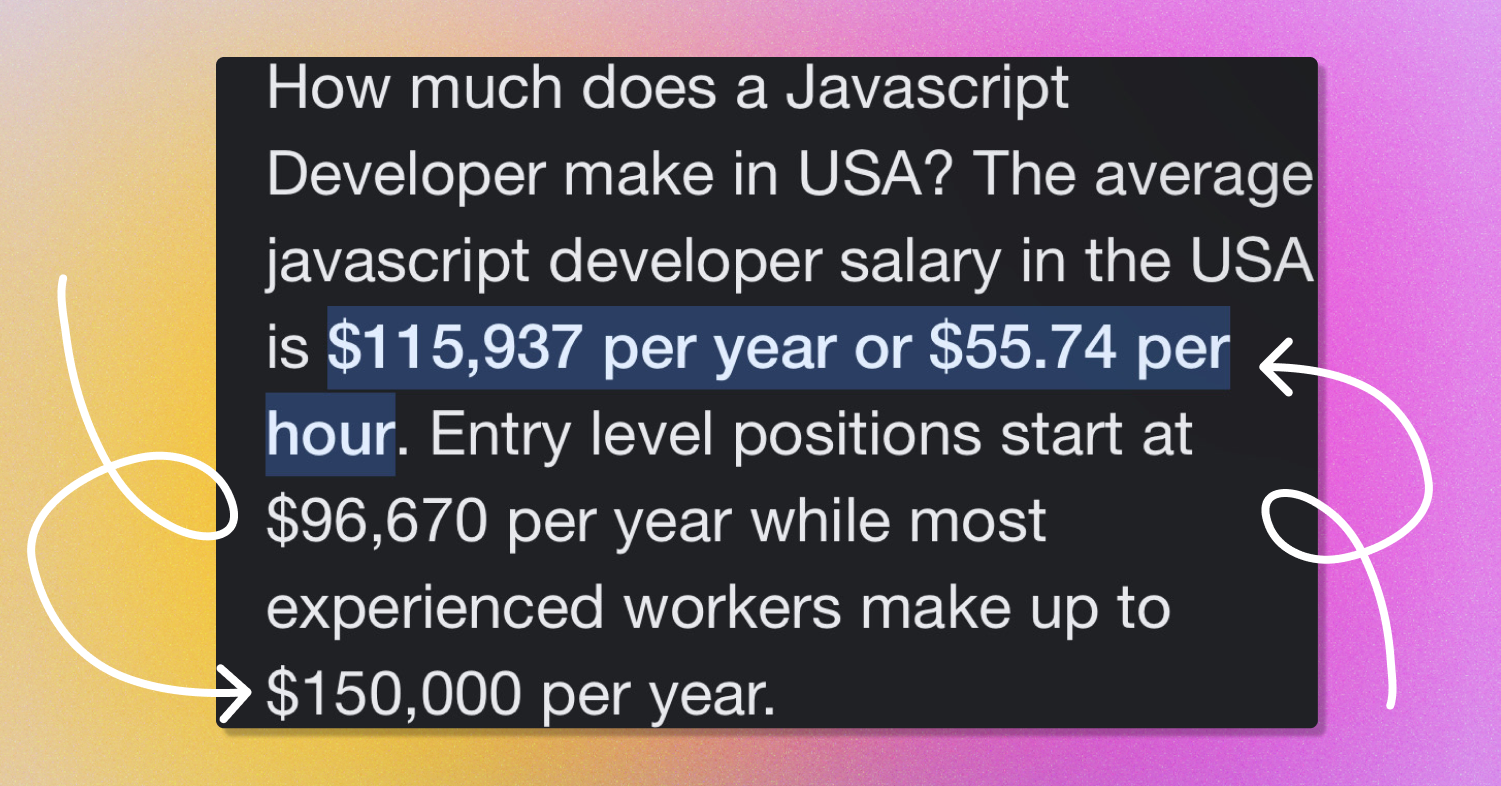 How much does a Javascript
Developer make in USA? The average
javascript developer salary in the USA
is $115,937 per year or $55.74 per
hour. Entry level positions start at
$96,670 per year while most
experienced workers make up to
$150,000 per year.